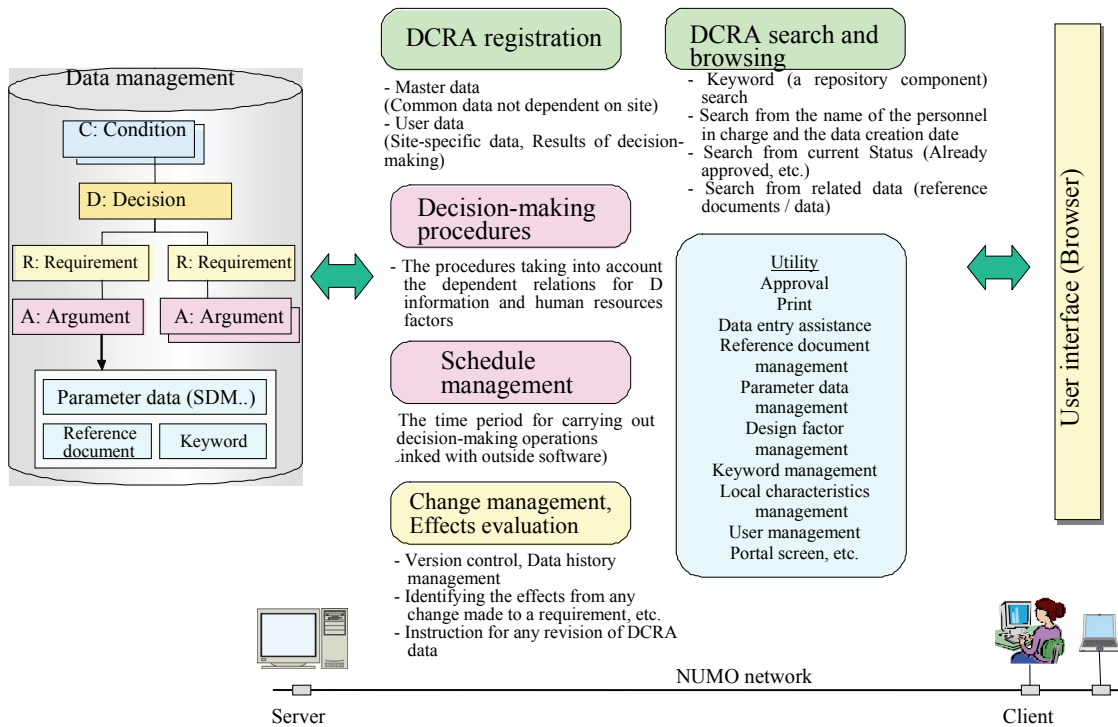 Data management
C: Condition
D: Decision
R: Requirement
R: Requirement
A: Argument
A: Argument
Parameter data (SDM..)
Reference
document
Keyword
DCRA registration
- Master data
(Common data not dependent on site)
- User data
(Site-specific data, Results of decision-
making)
Decision-making
procedures
- The procedures taking into account
the dependent relations for D
information and human resources
factors
Schedule
management
The time period for carrying out
decision-making operations
inked with outside software)
Change management,
Effects evaluation
- Version control, Data history
management
- Identifying the effects from any
change made to a requirement, etc.
- Instruction for any revision of DCRA
data
DCRA search and
browsing
- Keyword (a repository component)
search
- Search from the name of the personnel
in charge and the data creation date
- Search from current Status (Already
approved, etc.)
- Search from related data (reference
documents / data)
Utility
Approval
Print
Data entry assistance
Reference document
management
Parameter data
management
Design factor
management
Keyword management
Local characteristics
management
User management
Portal screen, etc.
User interface (Browser)
NUMO network
Server
Client